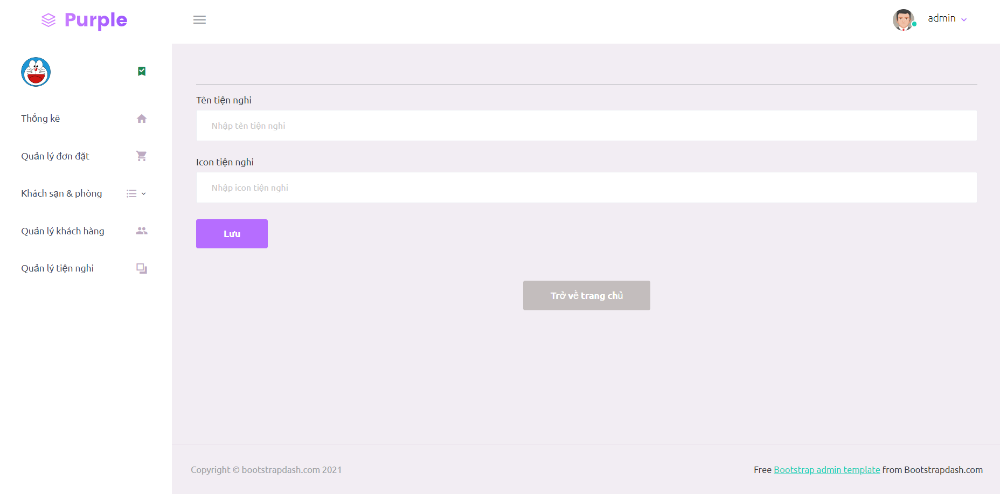 Purple
admin
Thống kê
Quản lý đơn đặt
Khách sạn & phòng
Quản lý khách hàng
Quản lý tiện nghi
Tên tiện nghi
Nhập tên tiện nghi
Icon tiện nghi
Nhập icon tiện nghi
Lưu
Trở về trang chủ
Copyright © bootstrapdash.com 2021
Free Bootstrap admin template from Bootstrapdash.com